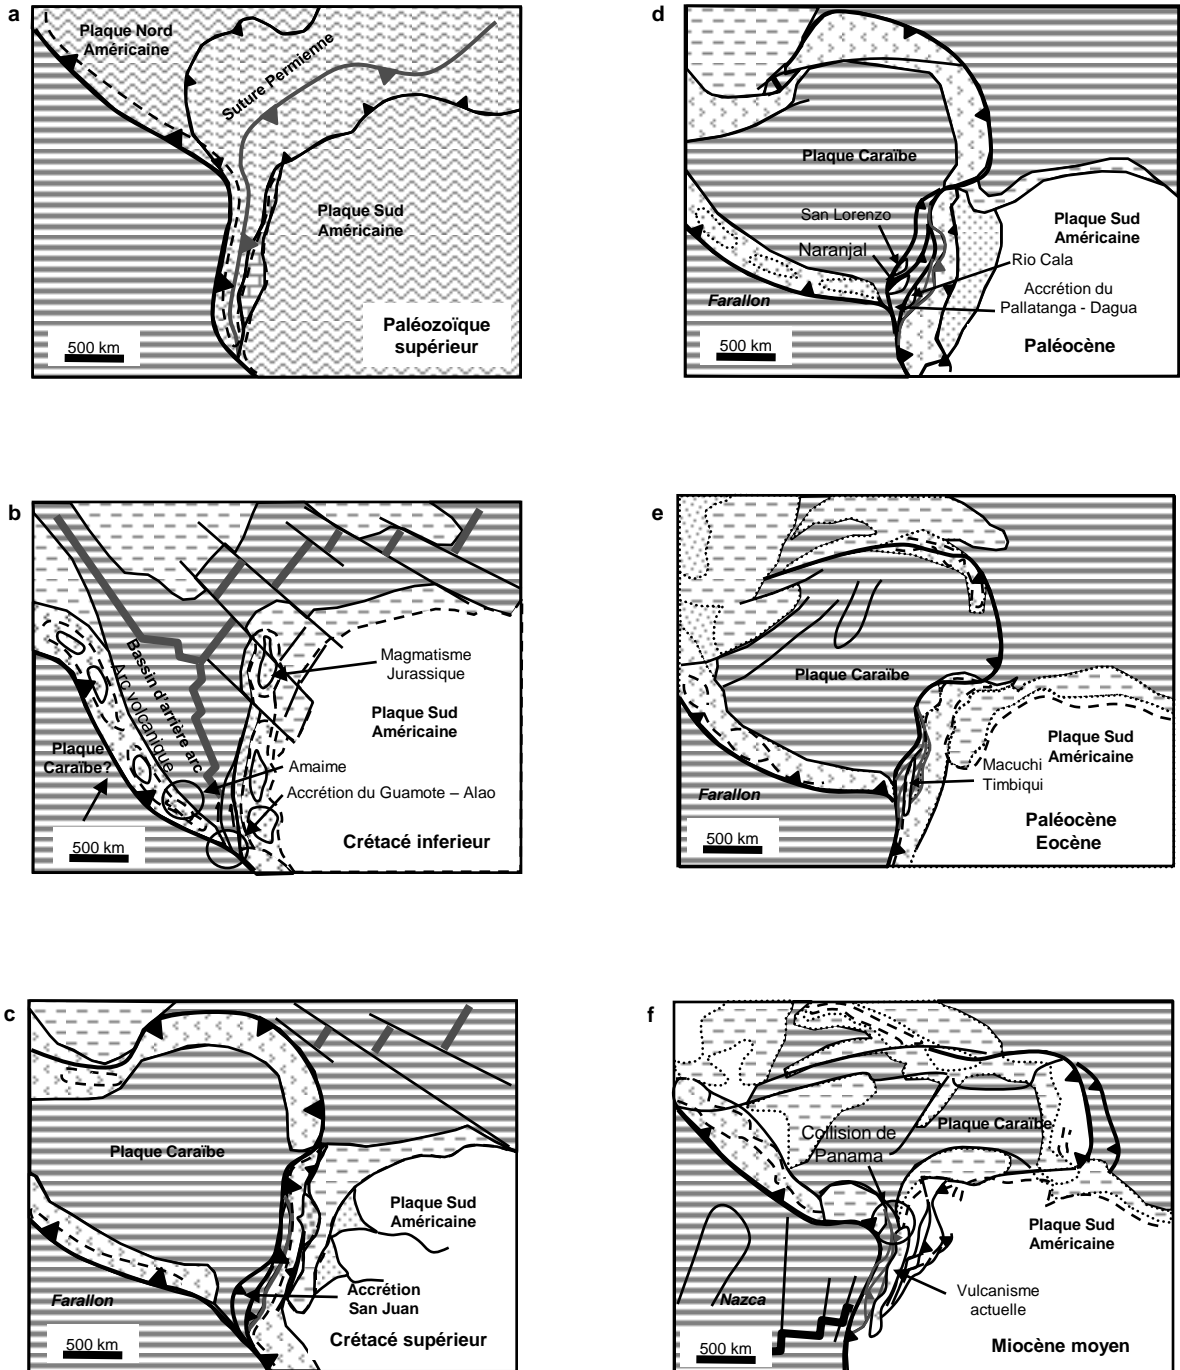 a
Plaque Nord
Américaine
Suture Permienne
Plaque Sud
Américaine
Paléozoïque
supérieur
500 km
b
Bassin d'arrière arc
Arc volcanique
Plaque
Caraïbe?
Magmatisme
Jurassique
Plaque Sud
Américaine
Amaime
Accrétion du Guamote – Alao
Crétacé inferieur
500 km
c
Plaque Caraïbe
Plaque Sud
Américaine
Farallon
Accrétion
San Juan
Crétacé supérieur
500 km
d
Plaque Caraïbe
San Lorenzo
Naranjal
Plaque Sud
Américaine
Rio Cala
Accrétion du
Pallatanga - Dagua
Farallon
Paléocène
500 km
e
Plaque Caraïbe
Plaque Sud
Américaine
Macuchi
Timbiqui
Farallon
Paléocène
Eocène
500 km
f
Plaque Caraïbe
Collision de
Panama
Plaque Sud
Américaine
Nazca
Vulcanisme
actuelle
Miocène moyen
500 km